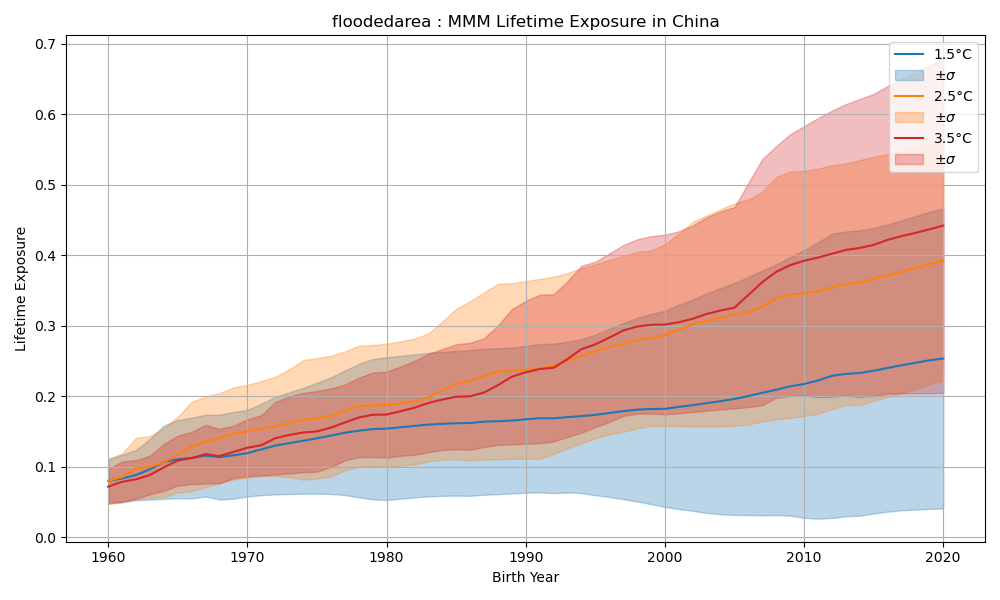 floodedarea : MMM Lifetime Exposure in China
0.7
0.6
0.5
0.4
0.3
0.2
0.1
0.0
Lifetime Exposure
1.5°C
±σ
2.5°C
±σ
3.5°C
±σ
1960 1970 1980 1990 2000 2010 2020
Birth Year